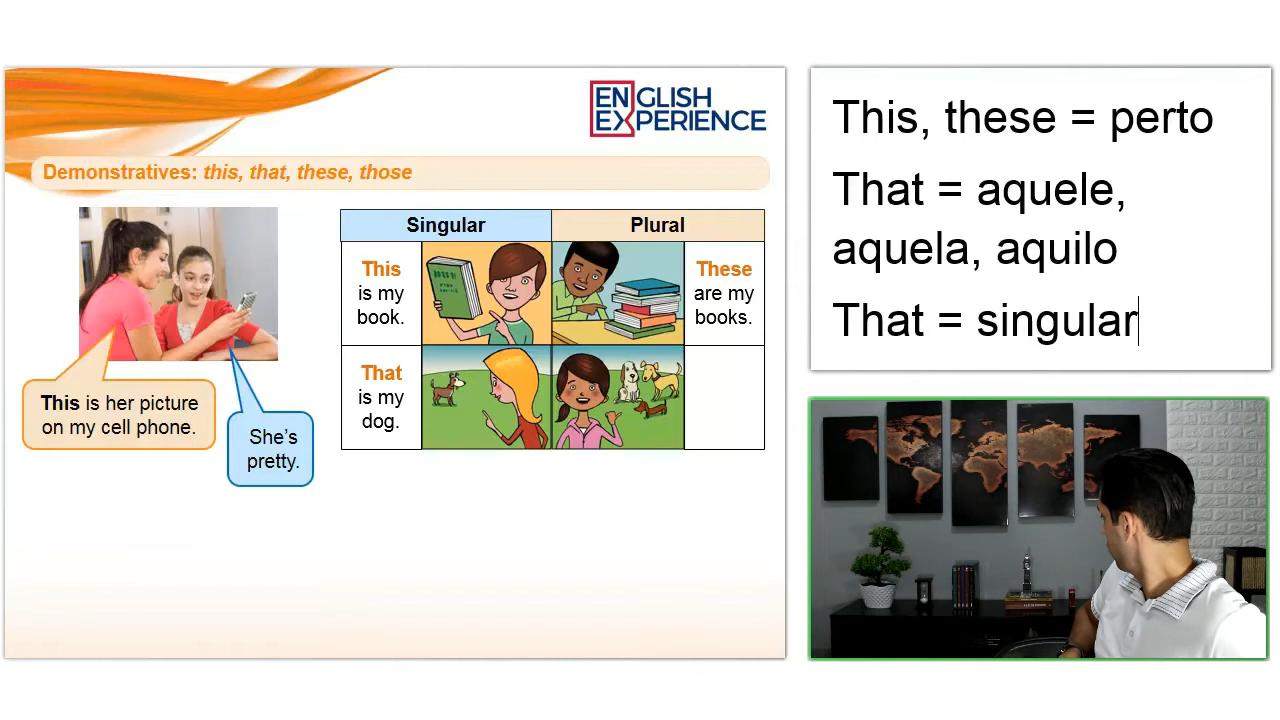 ENGLISH
EXPERIENCE
Demonstratives: this, that, these, those
This is her picture
on my cell phone.
She's
pretty.
Singular
Plural
This
is my
book.
These
are my
books.
That
is my
dog.
This, these = perto
That = aquele,
aquela, aquilo
That = singular